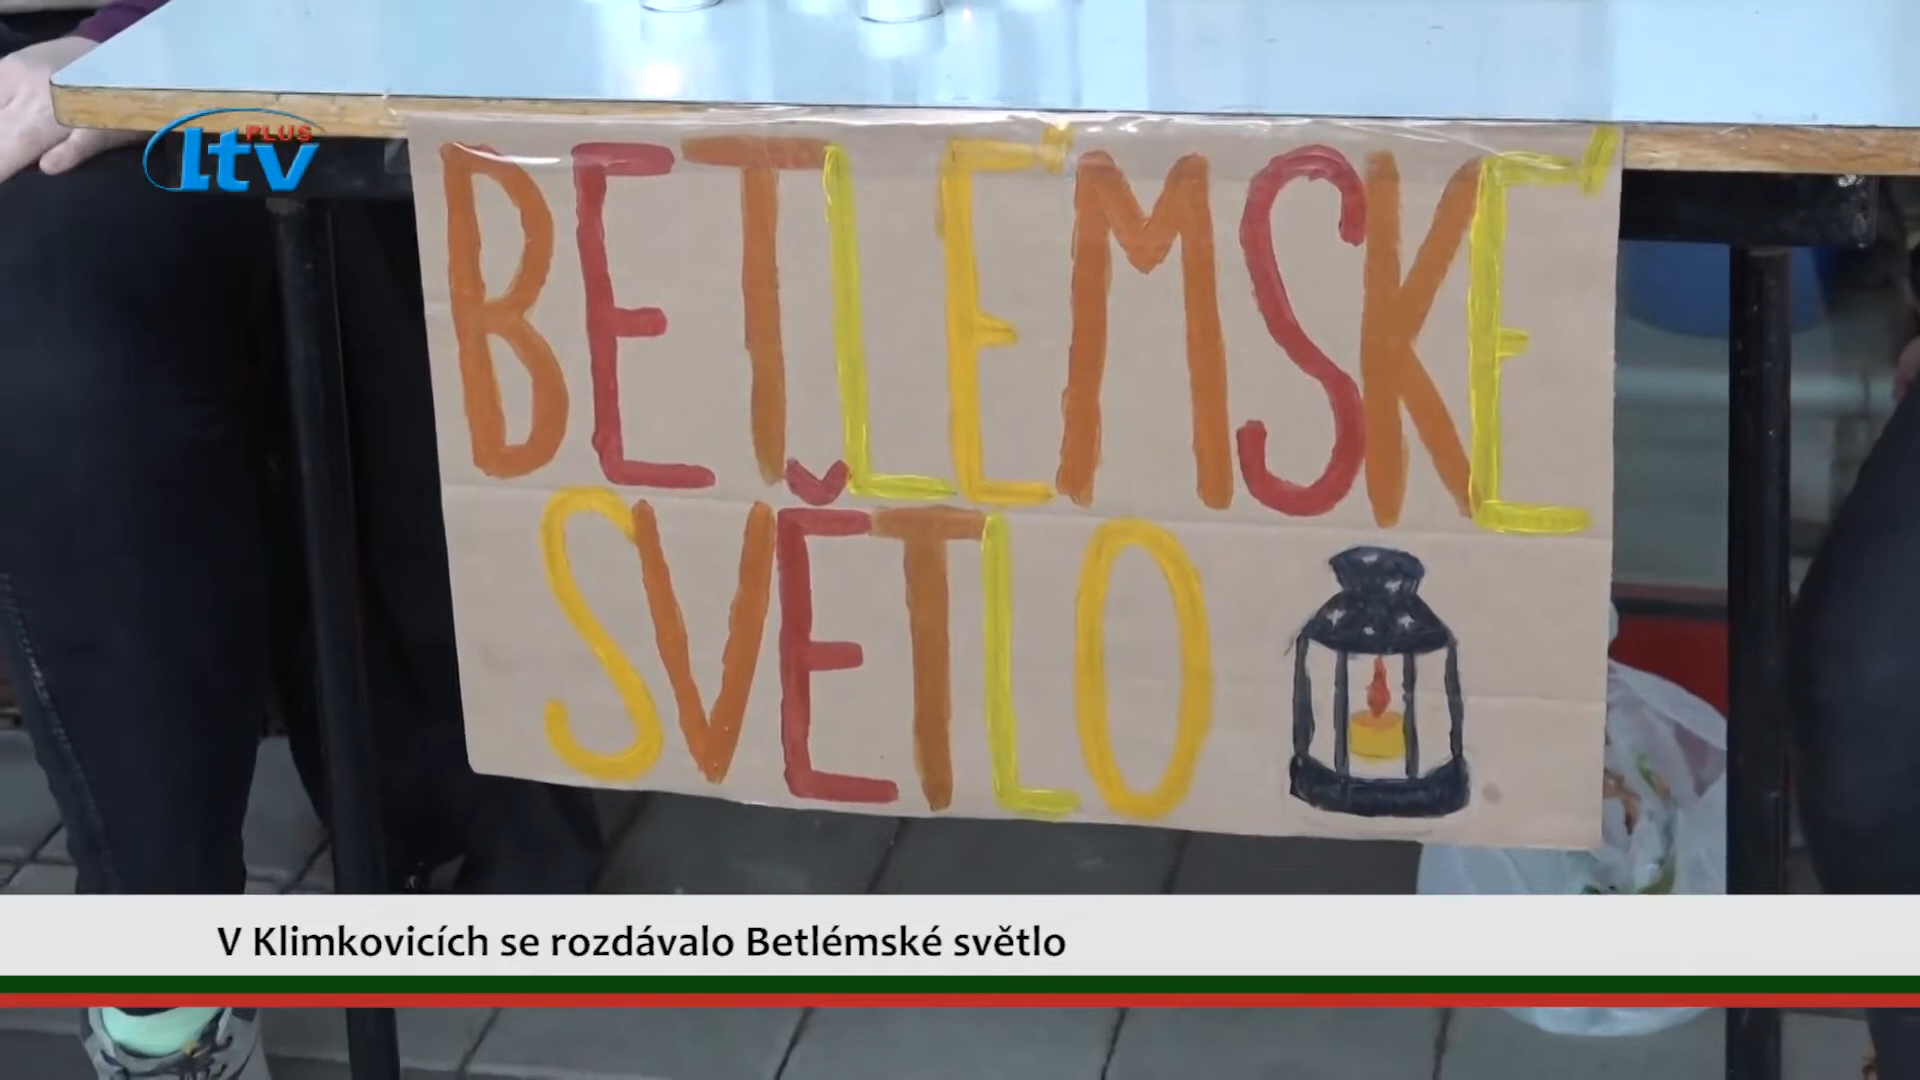 LTV PLUS
BETLÉMSKÉ
SVĚTLO
V Klimkovicích se rozdávalo Betlémské světlo